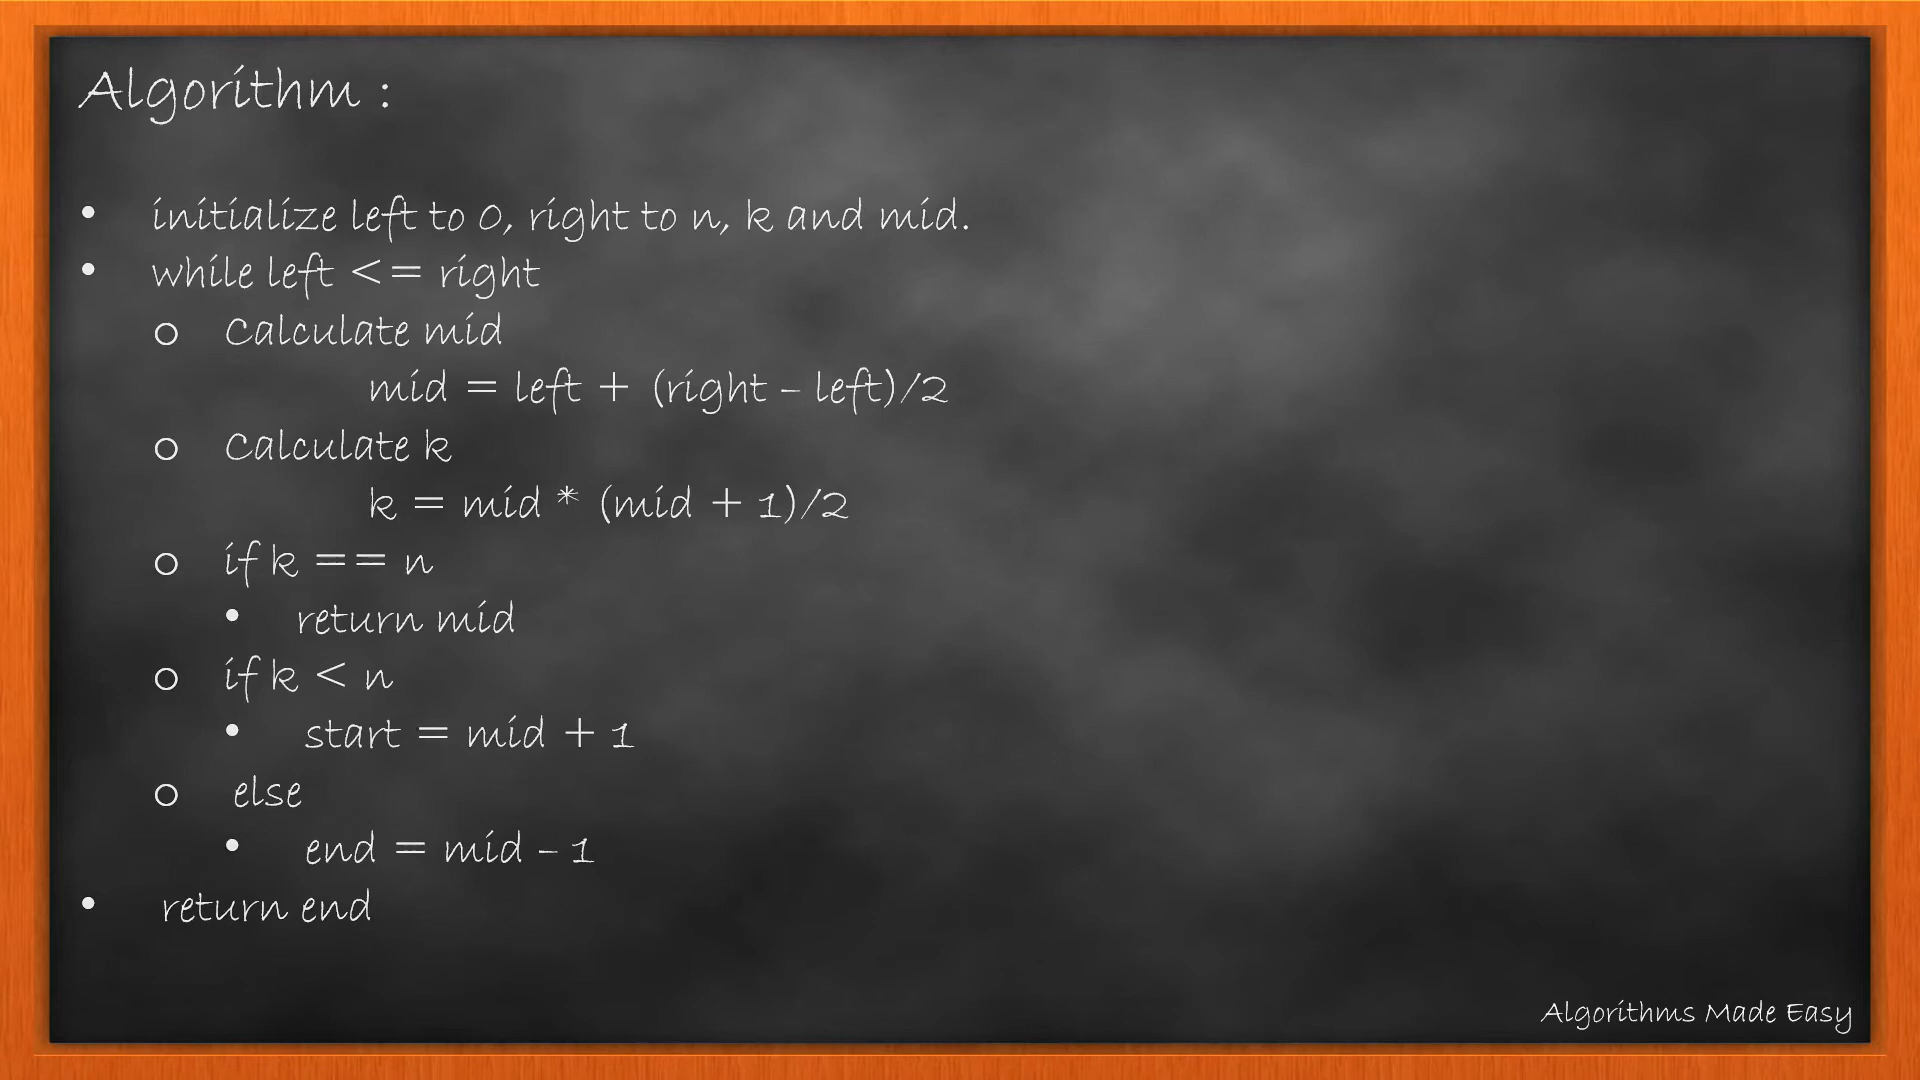 Algorithm :
• initialize left to 0, right to n, k and mid.
• while left <= right
o Calculate mid
mid = left + (right – left)/2
o Calculate k
k = mid * (mid + 1)/2
o if k == n
• return mid
o if k < n
• start = mid + 1
o else
• end = mid – 1
• return end
Algorithms Made Easy